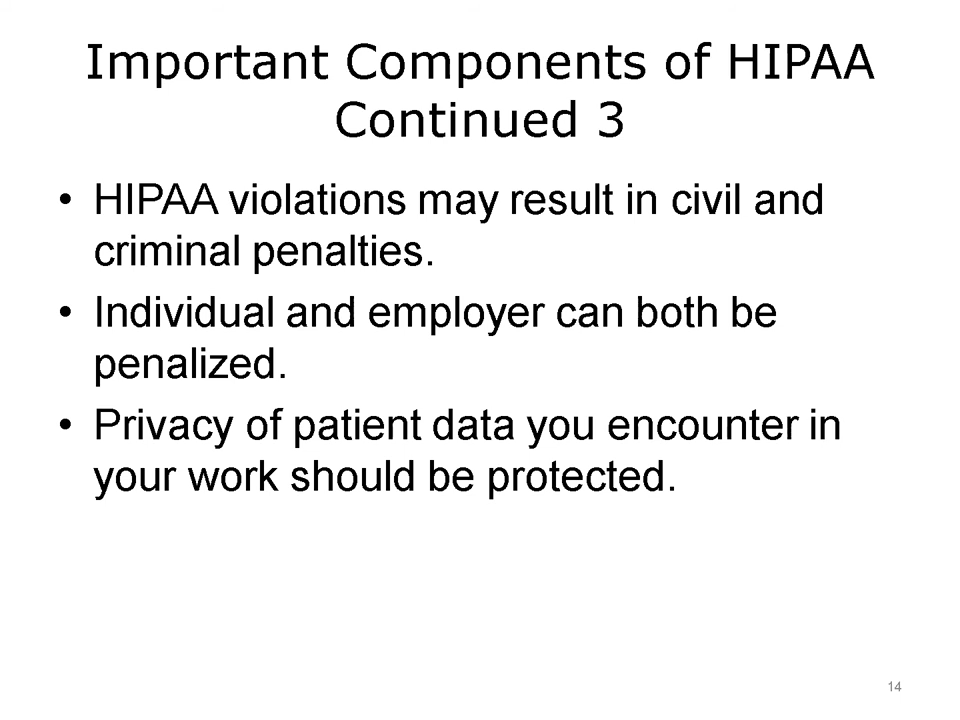 Important Components of HIPAA
Continued 3
• HIPAA violations may result in civil and
criminal penalties.
• Individual and employer can both be
penalized.
• Privacy of patient data you encounter in
your work should be protected.
14